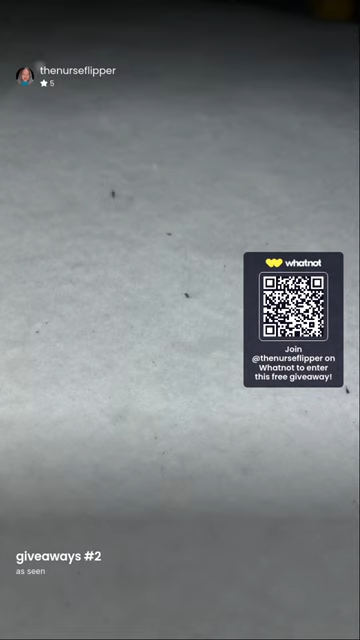 thenurseflipper
5
whatnot
Join
@thenurseflipper on
Whatnot to enter
this free giveaway!
giveaways #2
as seen